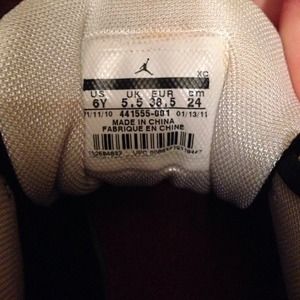 XC
US UK EUR cm
6Y 5.5 38.5 24
11/11/10 441555-001 01/13/11
MADE IN CHINA
FABRIQUE EN CHINE
UPC